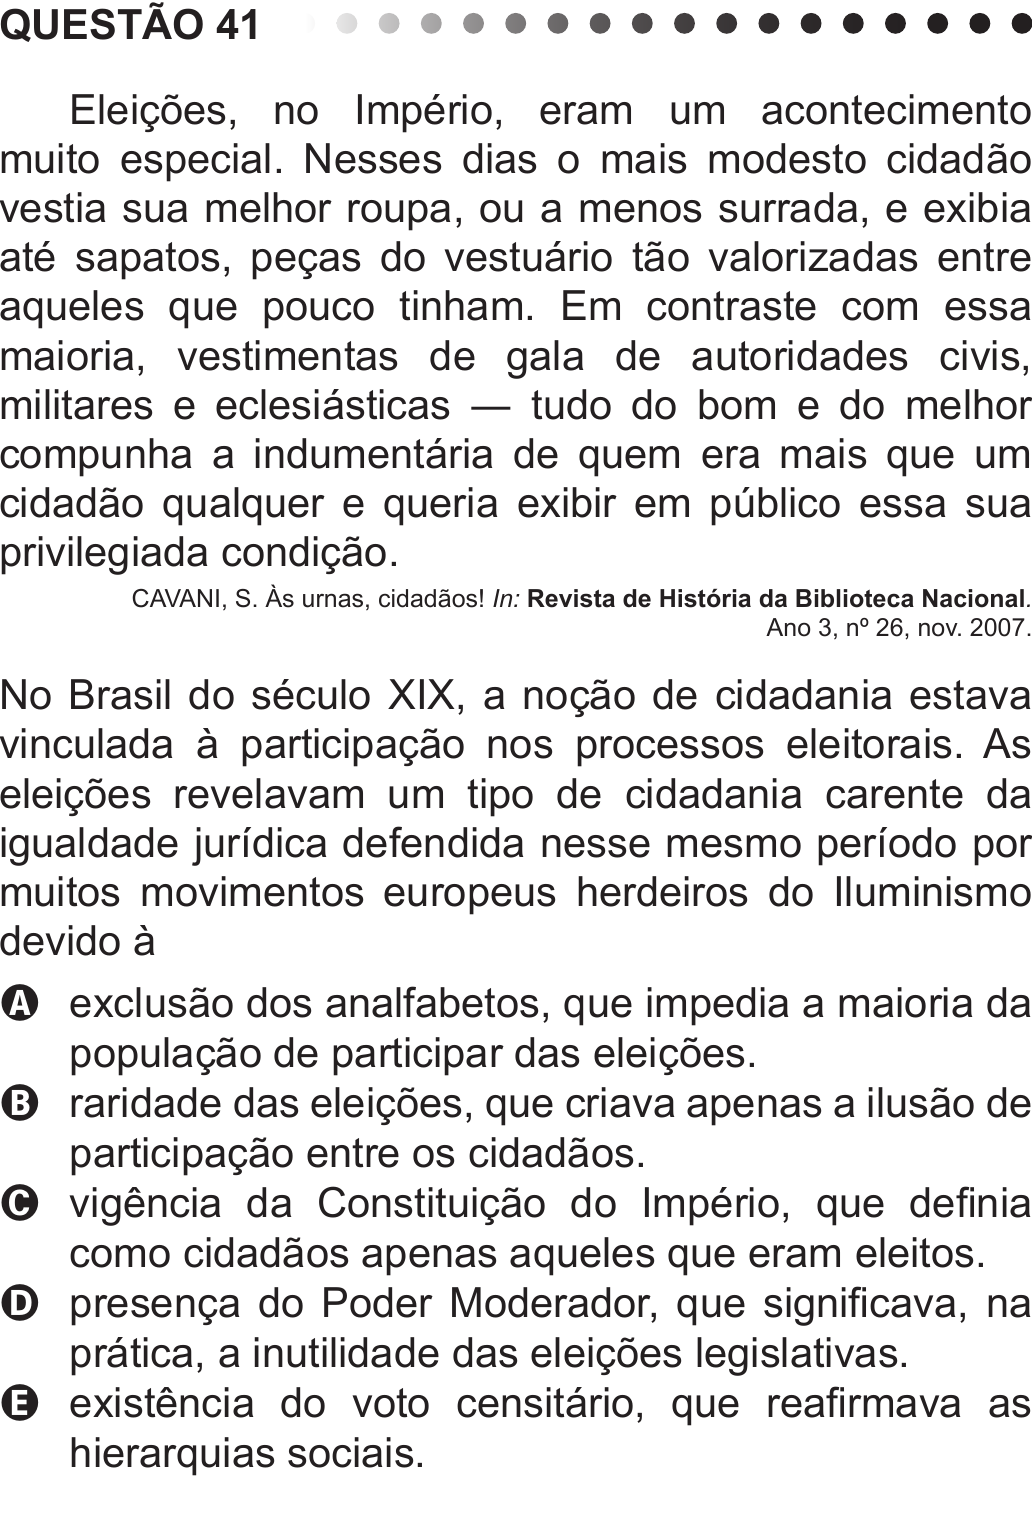 QUESTÃO 41
Eleições, no Império, eram um acontecimento
muito especial. Nesses dias o mais modesto cidadão
vestia sua melhor roupa, ou a menos surrada, e exibia
até sapatos, peças do vestuário tão valorizadas entre
aqueles que pouco tinham. Em contraste com essa
maioria, vestimentas de gala de autoridades civis,
militares e eclesiásticas — tudo do bom e do melhor
compunha a indumentária de quem era mais que um
cidadão qualquer e queria exibir em público essa sua
privilegiada condição.
CAVANI, S. Às urnas, cidadãos! In: Revista de História da Biblioteca Nacional.
Ano 3, nº 26, nov. 2007.
No Brasil do século XIX, a noção de cidadania estava
vinculada à participação nos processos eleitorais. As
eleições revelavam um tipo de cidadania carente da
igualdade jurídica defendida nesse mesmo período por
muitos movimentos europeus herdeiros do Iluminismo
devido à
A exclusão dos analfabetos, que impedia a maioria da
população de participar das eleições.
B raridade das eleições, que criava apenas a ilusão de
participação entre os cidadãos.
C vigência da Constituição do Império, que definia
como cidadãos apenas aqueles que eram eleitos.
D presença do Poder Moderador, que significava, na
prática, a inutilidade das eleições legislativas.
E existência do voto censitário, que reafirmava as
hierarquias sociais.